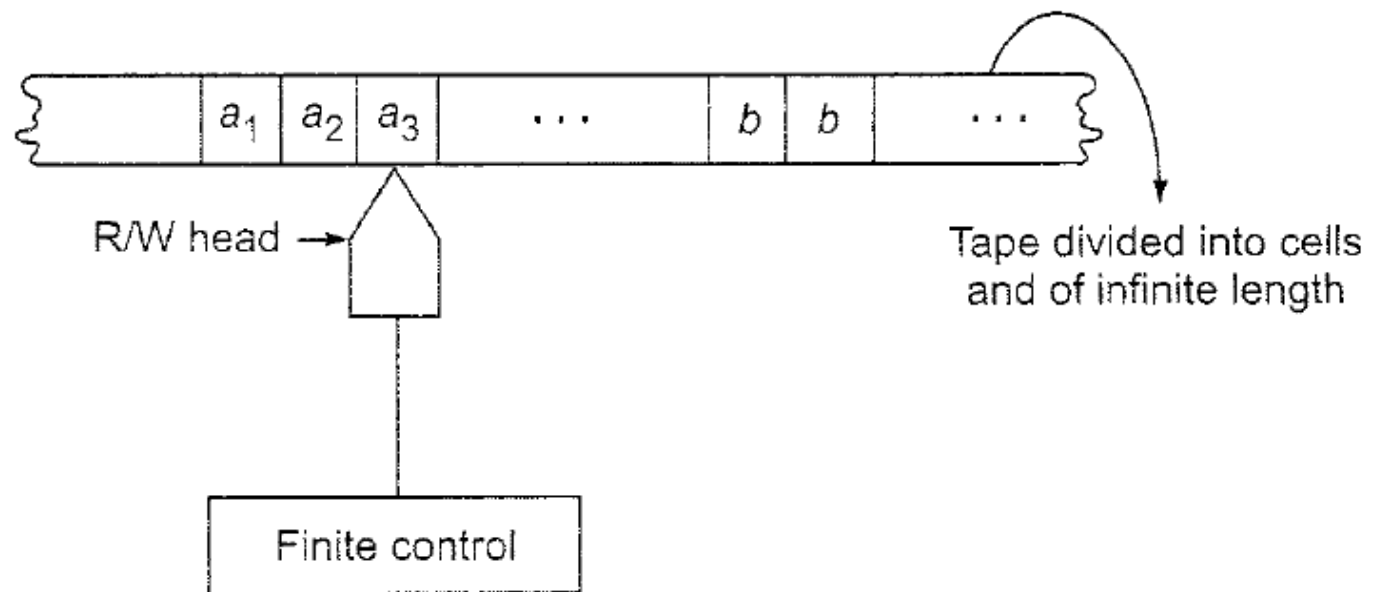 a₁ a₂ a₃ ... b b ...
R/W head
Tape divided into cells
and of infinite length
Finite control